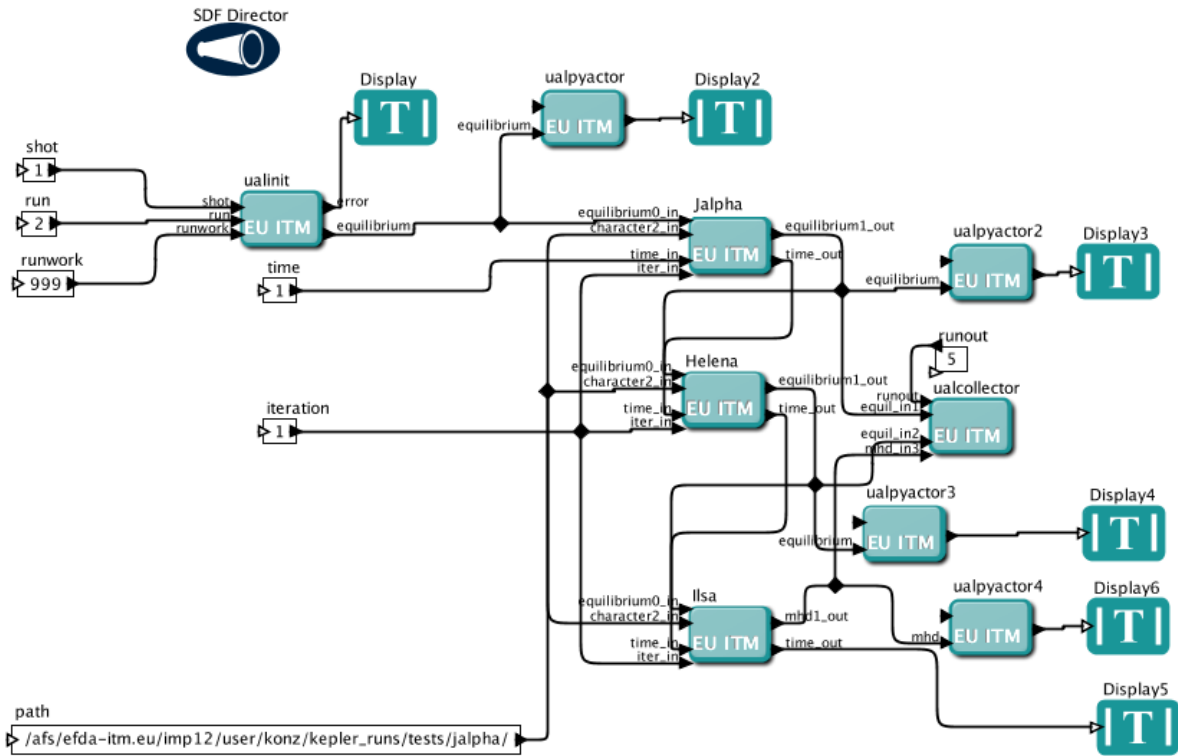 SDF Director
Display
T
ualpyactor
equilibrium
EU ITM
Display2
T
shot
1
run
2
runwork
999
ualinit
shot
run
runwork
EU ITM
error
equilibrium
time
1
Jalpha
equilibrium0_in
character2_in
time_in
iter_in
EU ITM
equilibrium1_out
time_out
ualpyactor2
equilibrium
EU ITM
Display3
T
runout
5
Helena
equilibrium0_in
character2_in
time_in
iter_in
EU ITM
equilibrium1_out
time_out
ualcollector
runout
equil_in1
equil_in2
mhd_in3
EU ITM
iteration
1
ualpyactor3
equilibrium
EU ITM
Display4
T
Ilsa
equilibrium0_in
character2_in
time_in
iter_in
EU ITM
mhd1_out
time_out
ualpyactor4
mhd
EU ITM
Display6
T
Display5
T
path
/afs/efda-itm.eu/imp12/user/konz/kepler_runs/tests/jalpha/